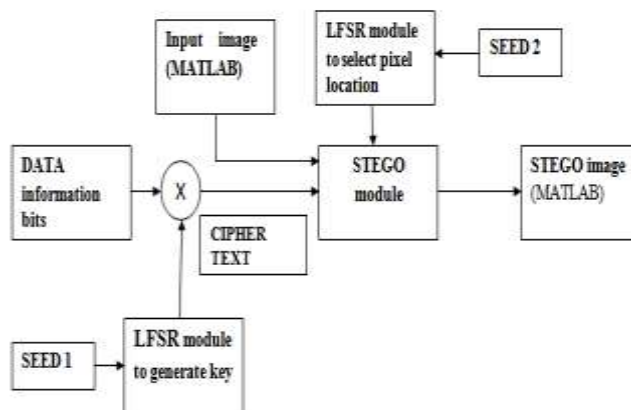 Input image
(MATLAB)
LFSR module
to select pixel
location
SEED 2
DATA
information
bits
X
STEGO
module
STEGO image
(MATLAB)
CIPHER
TEXT
SEED 1
LFSR module
to generate key